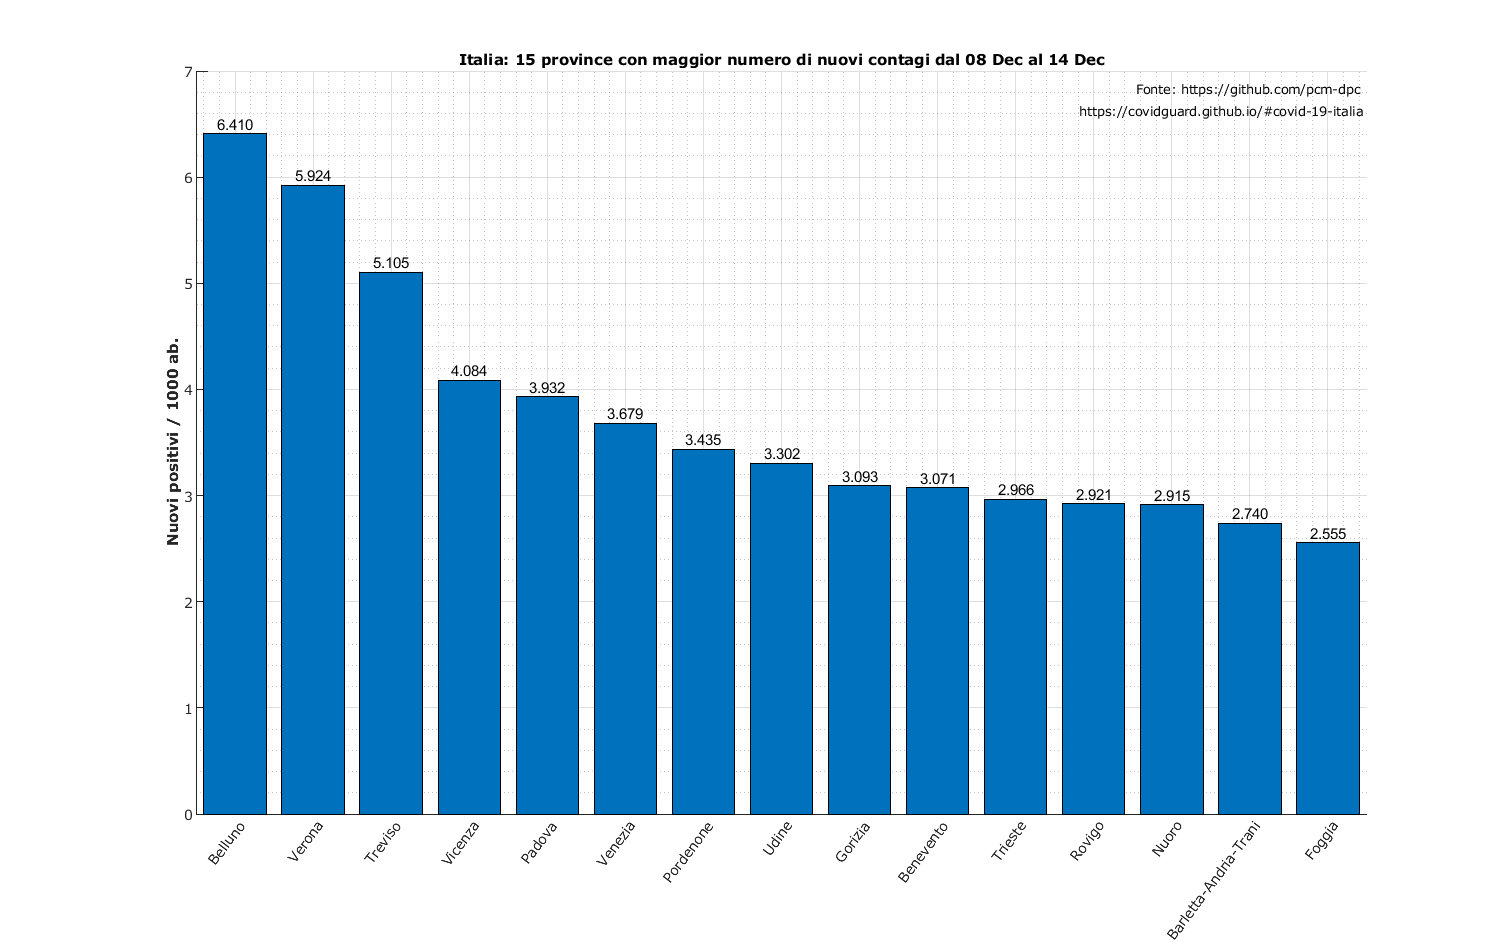 Italia: 15 province con maggior numero di nuovi contagi dal 08 Dec al 14 Dec
Fonte: https://github.com/pcm-dpc
https://covidguard.github.io/#covid-19-italia
Nuovi positivi / 1000 ab.
7
6
5
4
3
2
1
0
6.410
5.924
5.105
4.084
3.932
3.679
3.435
3.302
3.093
3.071
2.966
2.921
2.915
2.740
2.555
Belluno
Verona
Treviso
Vicenza
Padova
Venezia
Pordenone
Udine
Gorizia
Benevento
Trieste
Rovigo
Nuoro
Barletta-Andria-Trani
Foggia